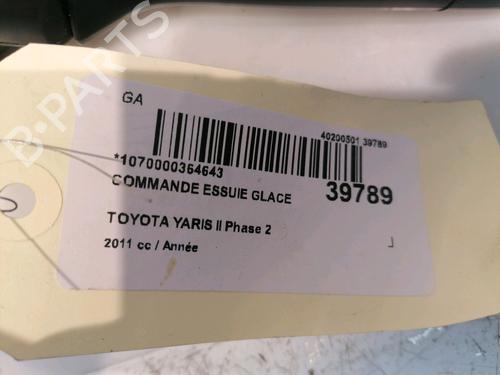 B-PARTS
GA
40200501 39789
*1070000364643
COMMANDE ESSUIE GLACE
39789
TOYOTA YARIS II Phase 2
2011 cc / Année